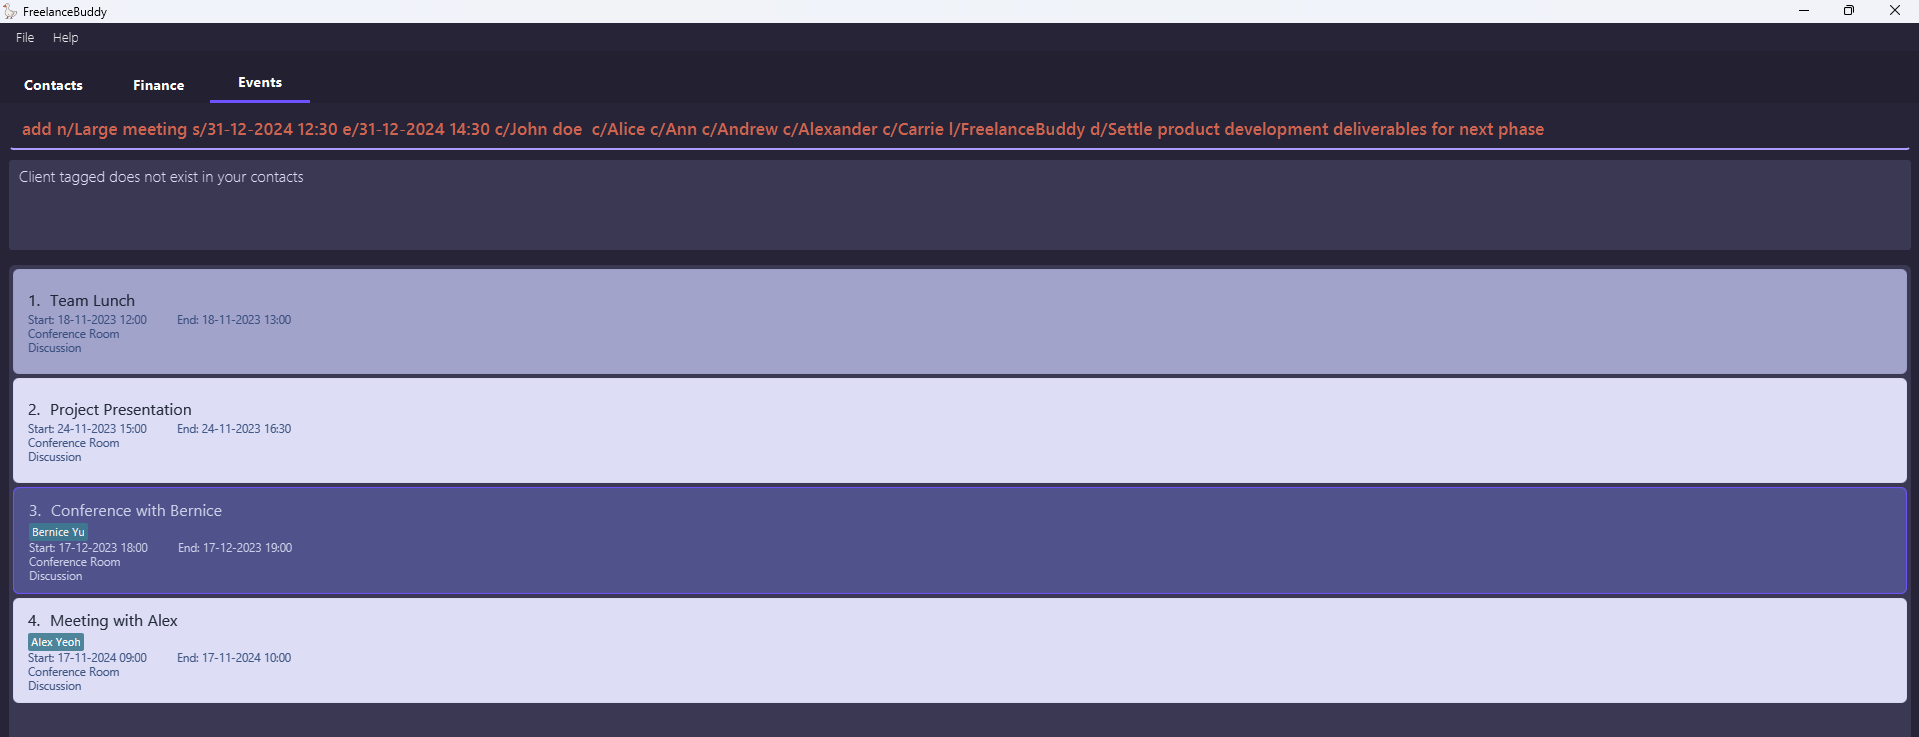 FreelanceBuddy
File Help
Contacts Finance Events
add n/Large meeting s/31-12-2024 12:30 e/31-12-2024 14:30 c/John doe  c/Alice c/Ann c/Andrew c/Alexander c/Carrie l/FreelanceBuddy d/Settle product development deliverables for next phase
Client tagged does not exist in your contacts
1. Team Lunch
Start: 18-11-2023 12:00 End: 18-11-2023 13:00
Conference Room
Discussion
2. Project Presentation
Start: 24-11-2023 15:00 End: 24-11-2023 16:30
Conference Room
Discussion
3. Conference with Bernice
Bernice Yu
Start: 17-12-2023 18:00 End: 17-12-2023 19:00
Conference Room
Discussion
4. Meeting with Alex
Alex Yeoh
Start: 17-11-2024 09:00 End: 17-11-2024 10:00
Conference Room
Discussion